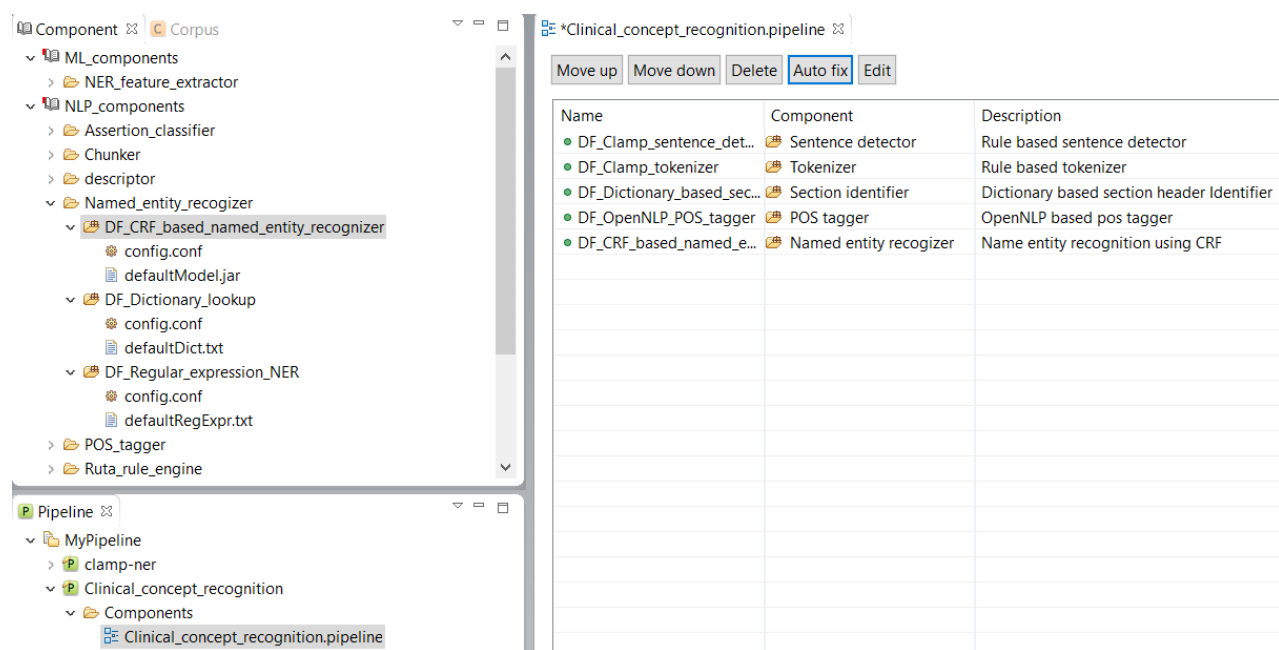 Component Corpus
ML_components
NER_feature_extractor
NLP_components
Assertion_classifier
Chunker
descriptor
Named_entity_recogizer
DF_CRF_based_named_entity_recognizer
config.conf
defaultModel.jar
DF_Dictionary_lookup
config.conf
defaultDict.txt
DF_Regular_expression_NER
config.conf
defaultRegExpr.txt
POS_tagger
Ruta_rule_engine
P Pipeline
MyPipeline
P clamp-ner
P Clinical_concept_recognition
Components
Clinical_concept_recognition.pipeline
*Clinical_concept_recognition.pipeline
Move up Move down Delete Auto fix Edit
Name Component Description
DF_Clamp_sentence_det... Sentence detector Rule based sentence detector
DF_Clamp_tokenizer Tokenizer Rule based tokenizer
DF_Dictionary_based_sec... Section identifier Dictionary based section header Identifier
DF_OpenNLP_POS_tagger POS tagger OpenNLP based pos tagger
DF_CRF_based_named_e... Named entity recogizer Name entity recognition using CRF